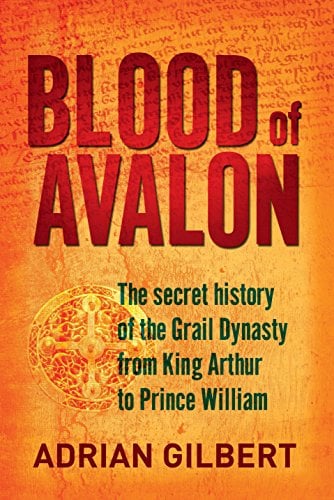 BLOOD of
AVALON
The secret history
of the Grail Dynasty
from King Arthur
to Prince William
ADRIAN GILBERT